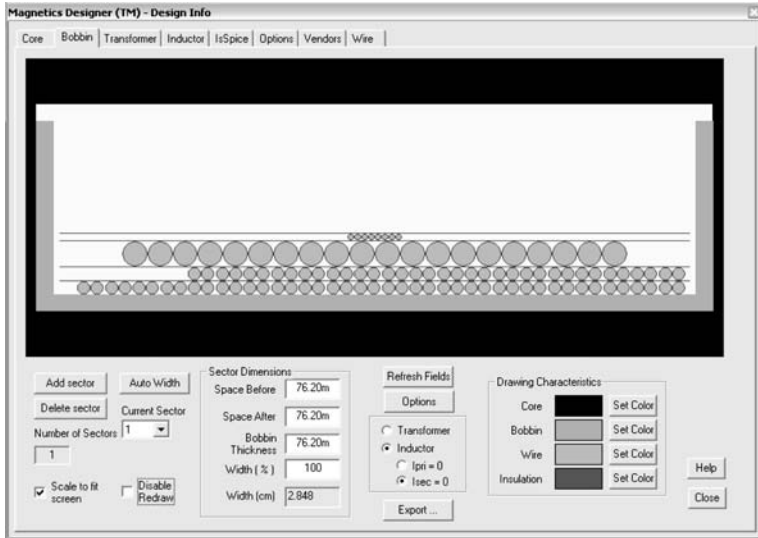 Magnetics Designer (TM) - Design Info
Core Bobbin Transformer Inductor IsSpice Options Vendors Wire
Add sector
Auto Width
Delete sector
Current Sector
Number of Sectors
1
1
Scale to fit
screen
Disable
Redraw
Sector Dimensions
Space Before 76.20m
Space After 76.20m
Bobbin
Thickness 76.20m
Width ( % ) 100
Width (cm) 2.848
Refresh Fields
Options
Transformer
Inductor
Ipri = 0
Isec = 0
Export ...
Drawing Characteristics
Core Set Color
Bobbin Set Color
Wire Set Color
Insulation Set Color
Help
Close